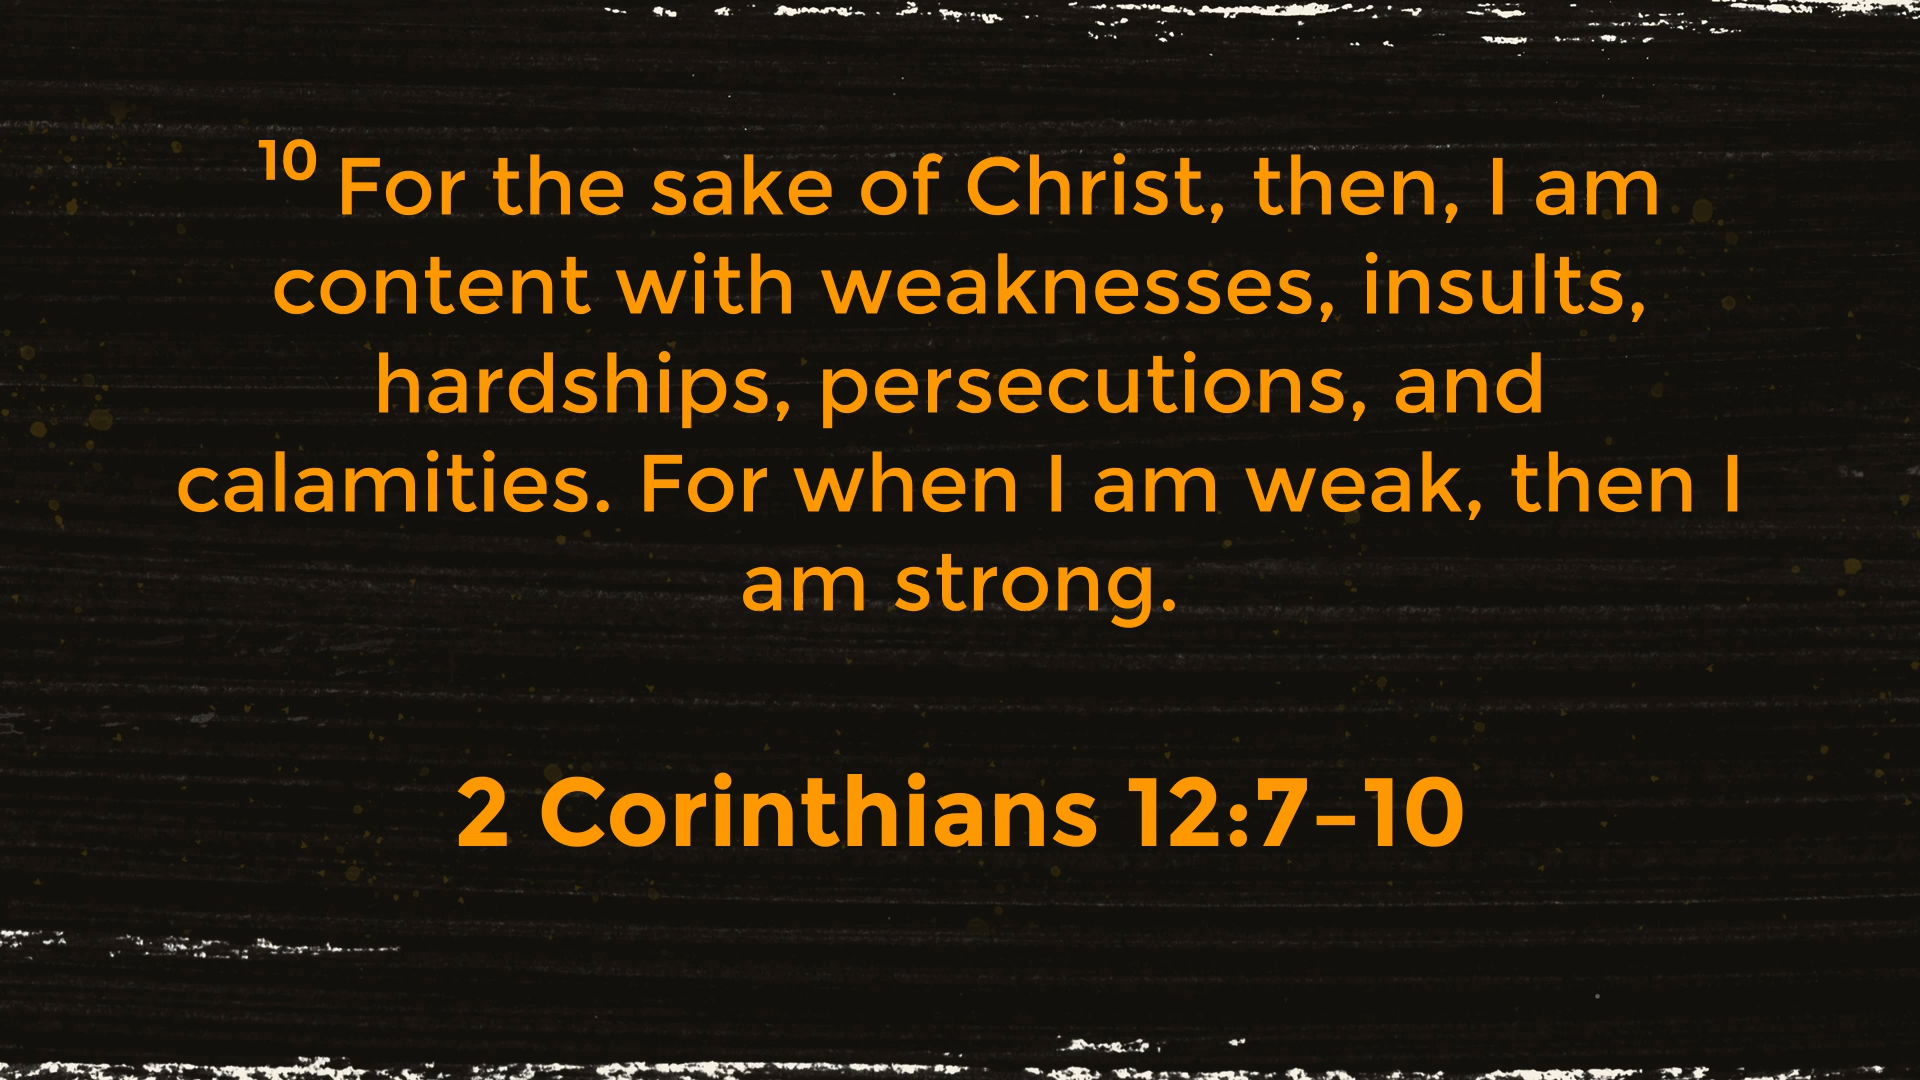 10 For the sake of Christ, then, I am
content with weaknesses, insults,
hardships, persecutions, and
calamities. For when I am weak, then I
am strong.
2 Corinthians 12:7–10